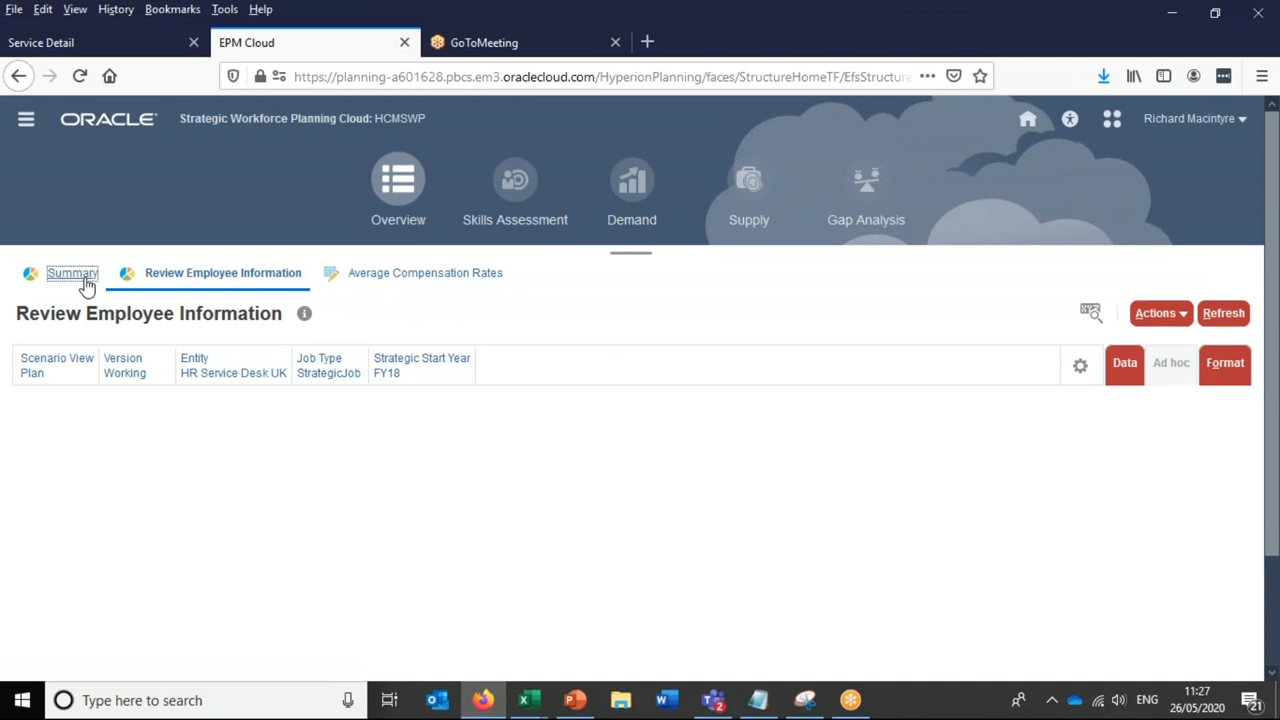 File Edit View History Bookmarks Tools Help
Service Detail EPM Cloud GoToMeeting
https://planning-a601628.pbcs.em3.oraclecloud.com/HyperionPlanning/faces/StructureHomeTF/EfsStructure
ORACLE® Strategic Workforce Planning Cloud: HCMSWP Richard Macintyre
Overview Skills Assessment Demand Supply Gap Analysis
Summary Review Employee Information Average Compensation Rates
Review Employee Information Actions Refresh
Scenario View Version Entity Job Type Strategic Start Year
Plan Working HR Service Desk UK StrategicJob FY18
Data Ad hoc Format
Type here to search ENG 11:27
26/05/2020 21
2